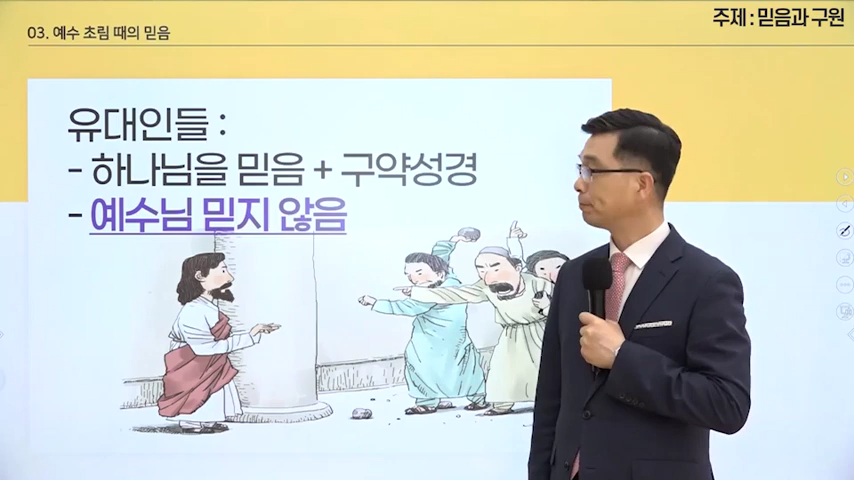 03. 예수 초림 때의 믿음
주제 : 믿음과 구원
유대인들 :
- 하나님을 믿음 + 구약성경
- 예수님 믿지 않음